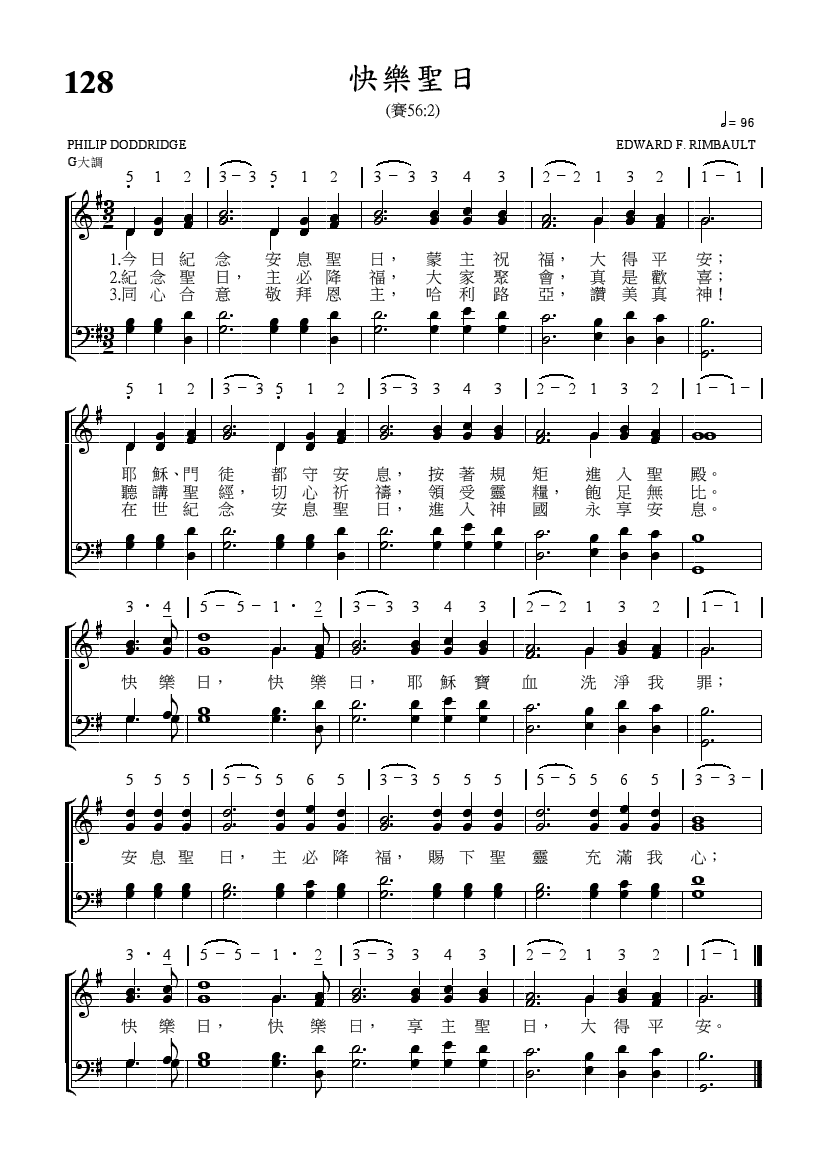 128
快樂聖日
(賽56:2)
= 96
PHILIP DODDRIDGE EDWARD F. RIMBAULT
G大調
5 1 2 | 3 – 3 5 1 2 | 3 – 3 3 4 3 | 2 – 2 1 3 2 | 1 – 1 |
1.今日紀念 安息聖日，蒙主祝福，大得平安；
2.紀念聖日，主必降福，大家聚會，真是歡喜；
3.同心合意 敬拜恩主，哈利路亞，讚美真神！
5 1 2 | 3 – 3 5 1 2 | 3 – 3 3 4 3 | 2 – 2 1 3 2 | 1 – 1 – |
耶穌、門徒 都守安息，按著規矩 進入聖殿。
聽講聖經，切心祈禱，領受靈糧，飽足無比。
在世紀念 安息聖日，進入神國 永享安息。
3 · 4 | 5 – 5 – 1 · 2 | 3 – 3 3 4 3 | 2 – 2 1 3 2 | 1 – 1 |
快樂日，快樂日，耶穌寶血 洗淨我罪；
5 5 5 | 5 – 5 5 6 5 | 3 – 3 5 5 5 | 5 – 5 5 6 5 | 3 – 3 – |
安息聖日，主必降福，賜下聖靈 充滿我心；
3 · 4 | 5 – 5 – 1 · 2 | 3 – 3 3 4 3 | 2 – 2 1 3 2 | 1 – 1
快樂日，快樂日，享主聖日，大得平安。